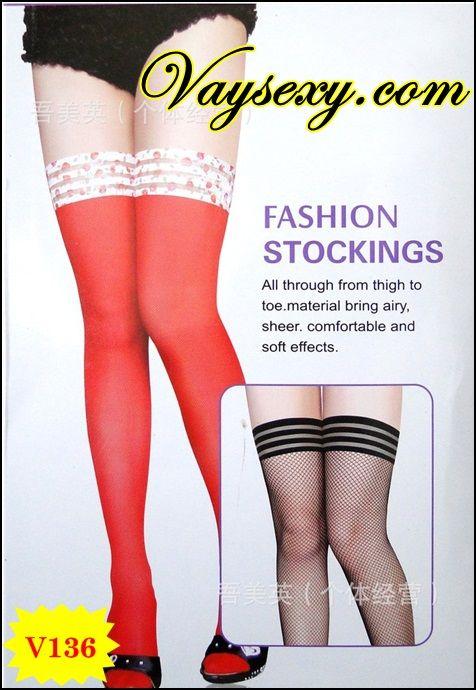 Vaysexy.com
吾美英（个体经营）
FASHION
STOCKINGS
All through from thigh to
toe.material bring airy,
sheer. comfortable and
soft effects.
吾美英（个体经营）
V136